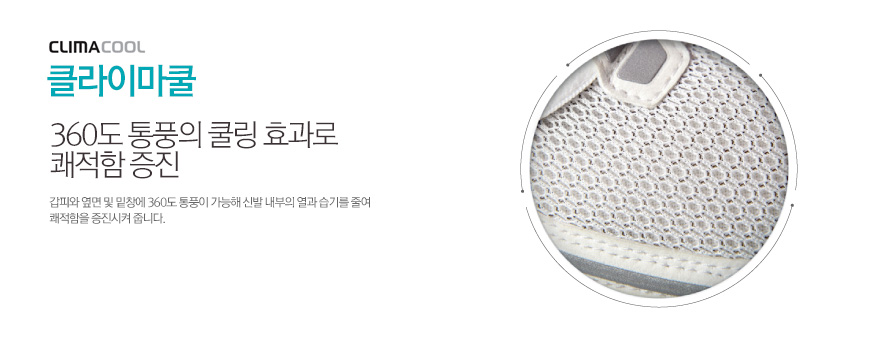 CLIMACOOL
클라이마쿨
360도 통풍의 쿨링 효과로
쾌적함 증진
갑피와 옆면 및 밑창에 360도 통풍이 가능해 신발 내부의 열과 습기를 줄여
쾌적함을 증진시켜 줍니다.